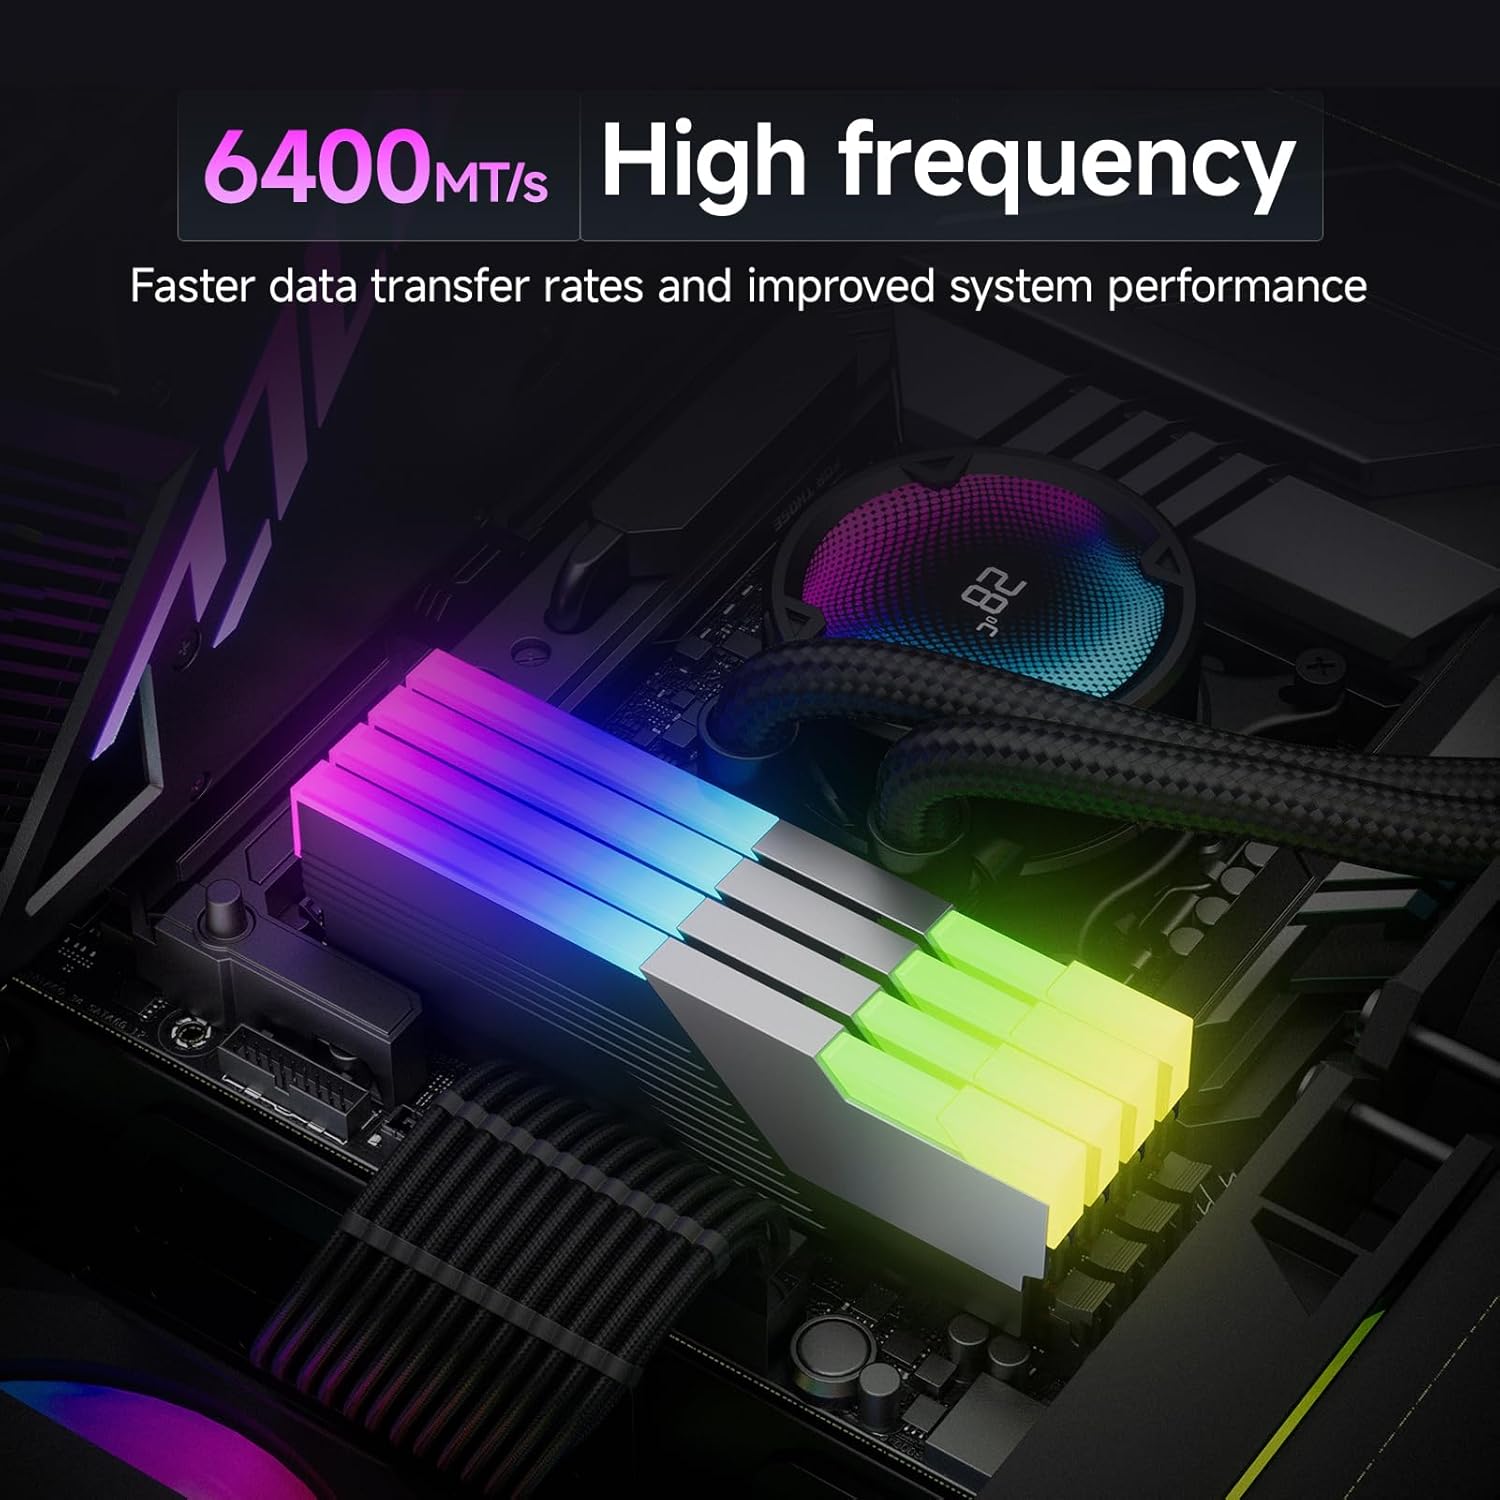 6400MT/s High frequency
Faster data transfer rates and improved system performance
28
°C